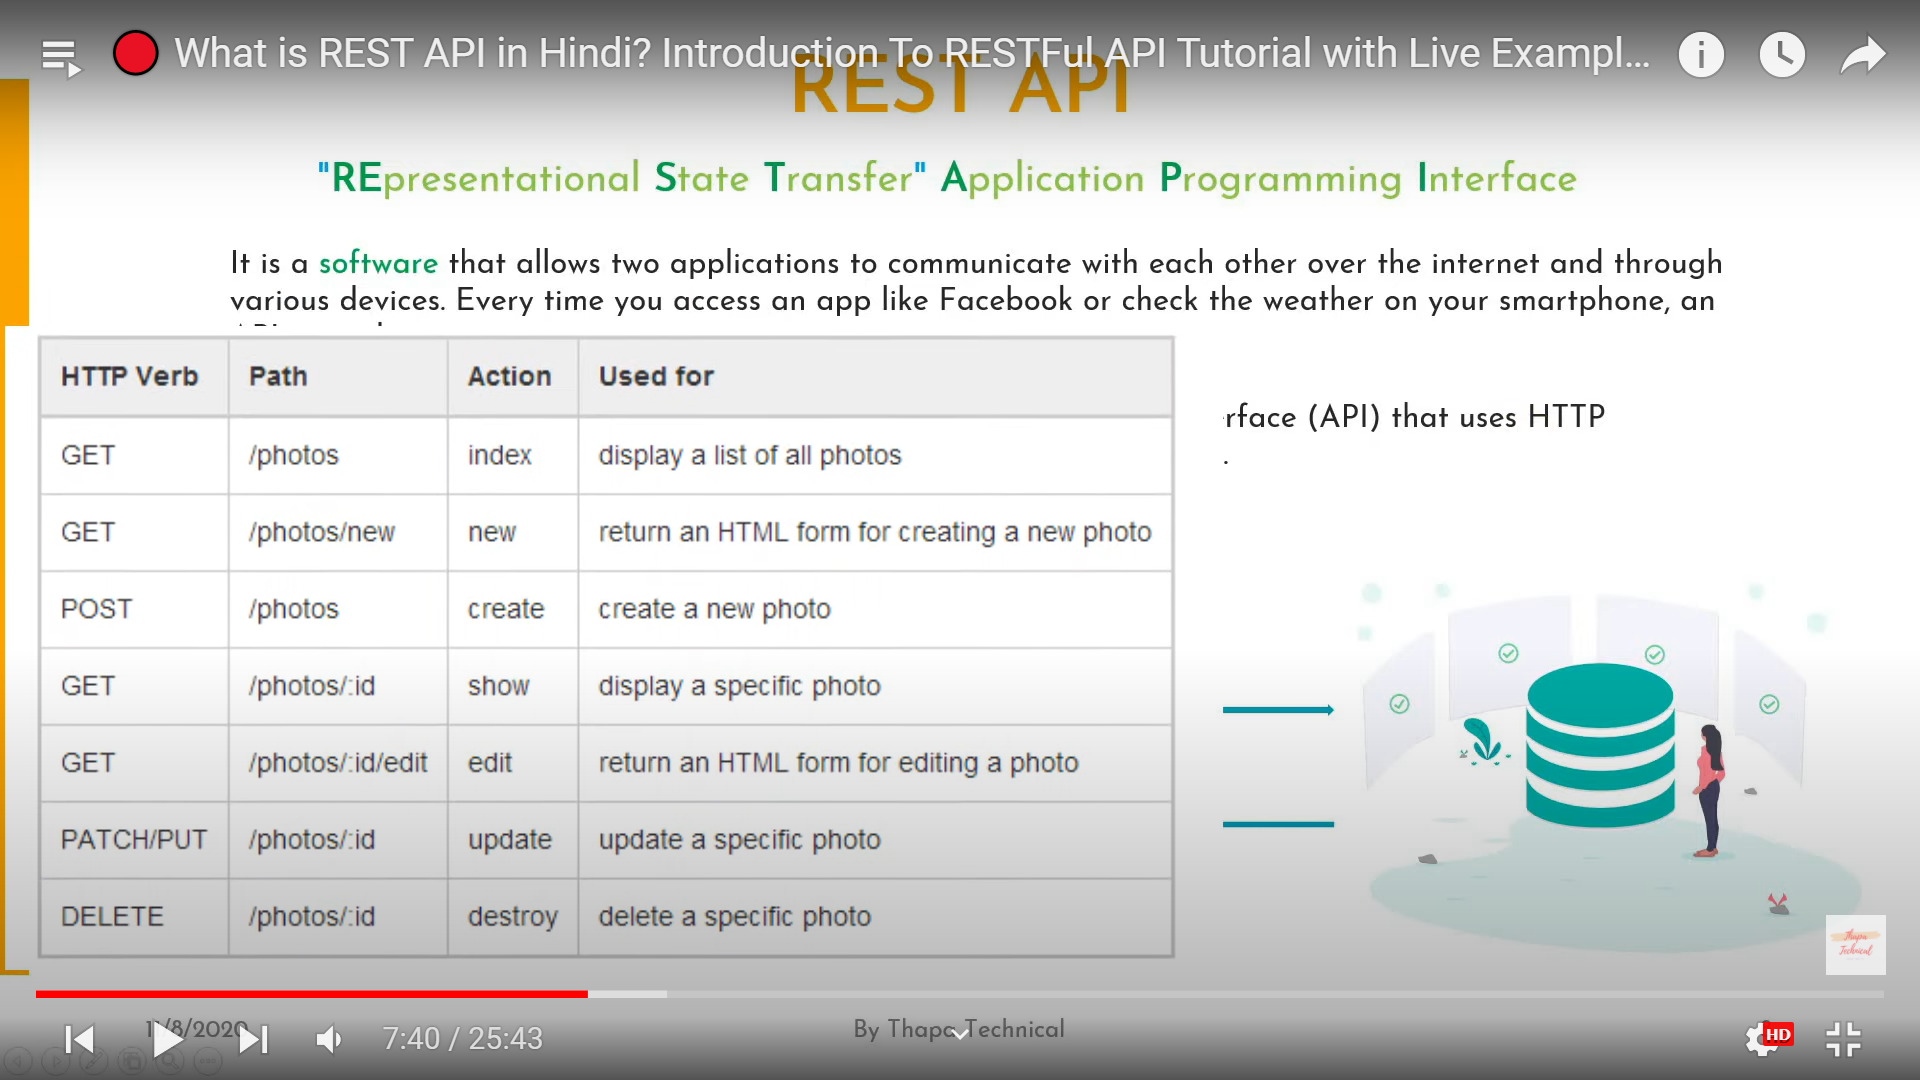 What is REST API in Hindi? Introduction To RESTFul API Tutorial with Live Exampl...
REST API
"REpresentational State Transfer" Application Programming Interface
It is a software that allows two applications to communicate with each other over the internet and through
various devices. Every time you access an app like Facebook or check the weather on your smartphone, an
rface (API) that uses HTTP
.
HTTP Verb Path Action Used for
GET /photos index display a list of all photos
GET /photos/new new return an HTML form for creating a new photo
POST /photos create create a new photo
GET /photos/:id show display a specific photo
GET /photos/:id/edit edit return an HTML form for editing a photo
PATCH/PUT /photos/:id update update a specific photo
DELETE /photos/:id destroy delete a specific photo
Thapa
Technical
11/8/2020
By Thapa Technical
7:40 / 25:43
HD